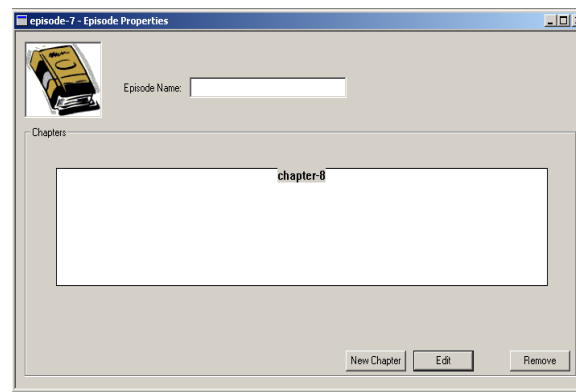 episode-7 - Episode Properties
Episode Name:
Chapters
chapter-8
New Chapter Edit Remove